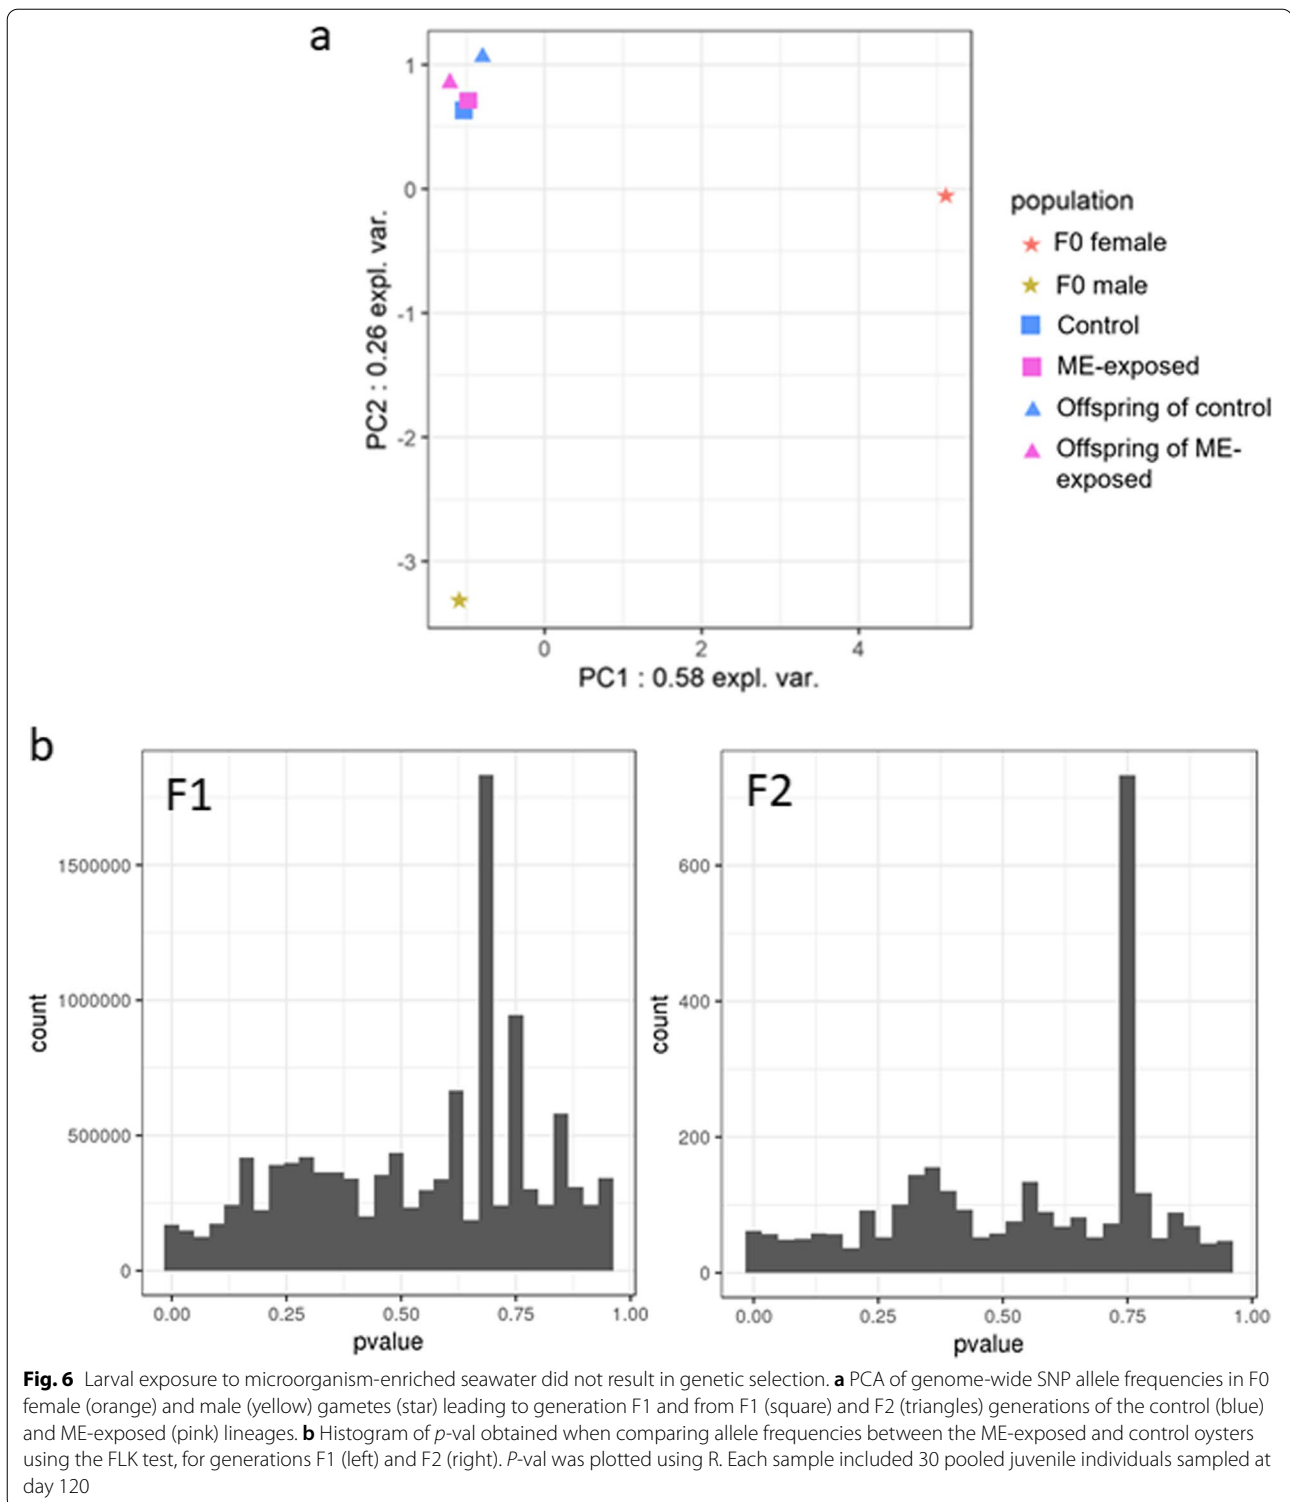 a
1
0
-1
-2
-3
PC2 : 0.26 expl. var.
0 2 4
PC1 : 0.58 expl. var.
population
F0 female
F0 male
Control
ME-exposed
Offspring of control
Offspring of ME-
exposed
b
F1
1500000
1000000
500000
0
count
0.00 0.25 0.50 0.75 1.00
pvalue
F2
600
400
200
0
count
0.00 0.25 0.50 0.75 1.00
pvalue
Fig. 6 Larval exposure to microorganism-enriched seawater did not result in genetic selection. a PCA of genome-wide SNP allele frequencies in F0
female (orange) and male (yellow) gametes (star) leading to generation F1 and from F1 (square) and F2 (triangles) generations of the control (blue)
and ME-exposed (pink) lineages. b Histogram of p-val obtained when comparing allele frequencies between the ME-exposed and control oysters
using the FLK test, for generations F1 (left) and F2 (right). P-val was plotted using R. Each sample included 30 pooled juvenile individuals sampled at
day 120